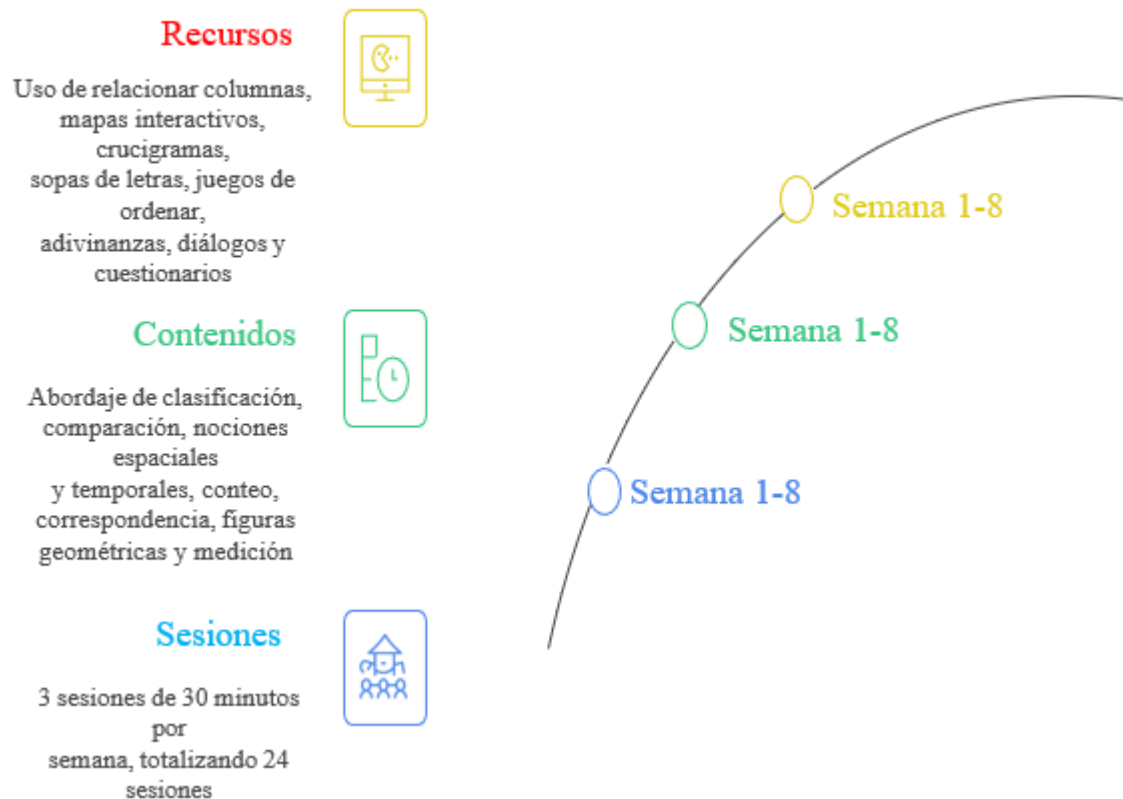 Recursos
Uso de relacionar columnas,
mapas interactivos,
crucigramas,
sopas de letras, juegos de
ordenar,
adivinanzas, diálogos y
cuestionarios
Semana 1-8
Contenidos
Abordaje de clasificación,
comparación, nociones
espaciales
y temporales, conteo,
correspondencia, figuras
geométricas y medición
Semana 1-8
Sesiones
3 sesiones de 30 minutos
por
semana, totalizando 24
sesiones
Semana 1-8